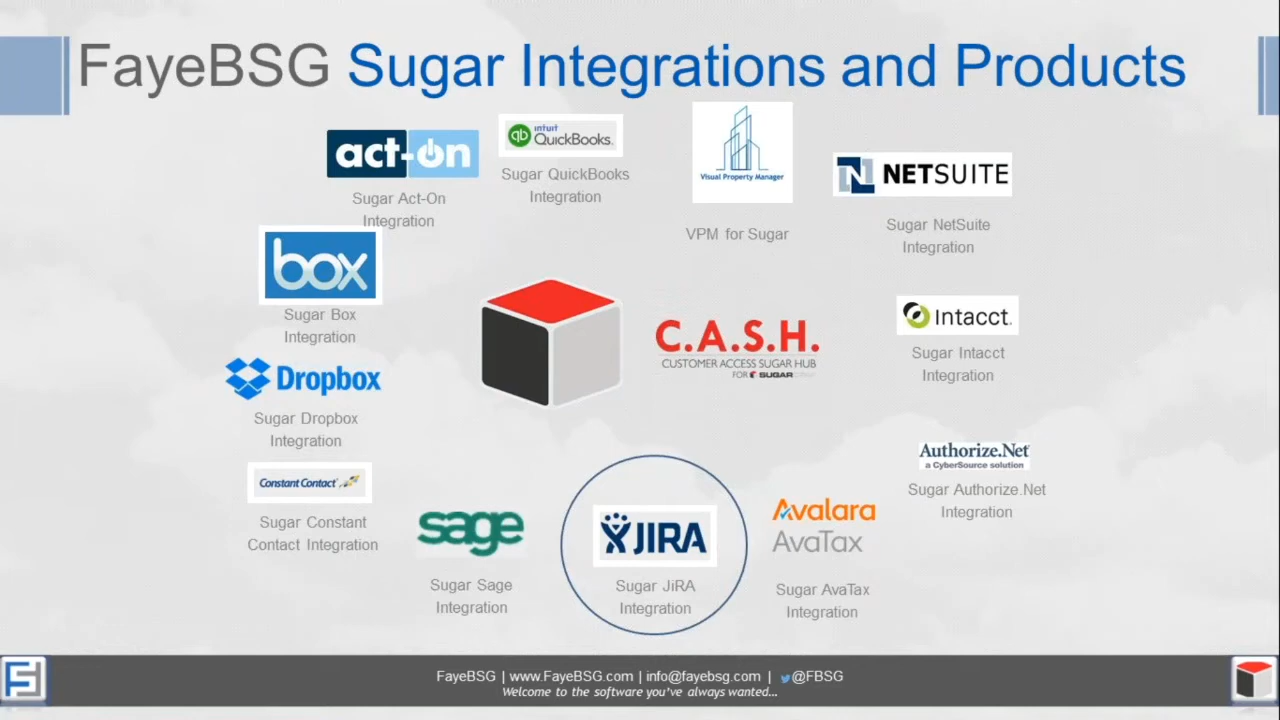 FayeBSG Sugar Integrations and Products
act-on
Sugar Act-On
Integration
intuit
qb
QuickBooks.
Sugar QuickBooks
Integration
Visual Property Manager
VPM for Sugar
N NETSUITE
Sugar NetSuite
Integration
box
Sugar Box
Integration
C.A.S.H.
CUSTOMER ACCESS SUGAR HUB
FOR SUGAR
Intacct.
Sugar Intacct
Integration
Dropbox
Sugar Dropbox
Integration
Authorize.Net
a CyberSource solution
Sugar Authorize.Net
Integration
Constant Contact
Sugar Constant
Contact Integration
sage
Sugar Sage
Integration
JIRA
Sugar JiRA
Integration
Avalara
AvaTax
Sugar AvaTax
Integration
FayeBSG | www.FayeBSG.com | info@fayebsg.com | @FBSG
Welcome to the software you've always wanted...